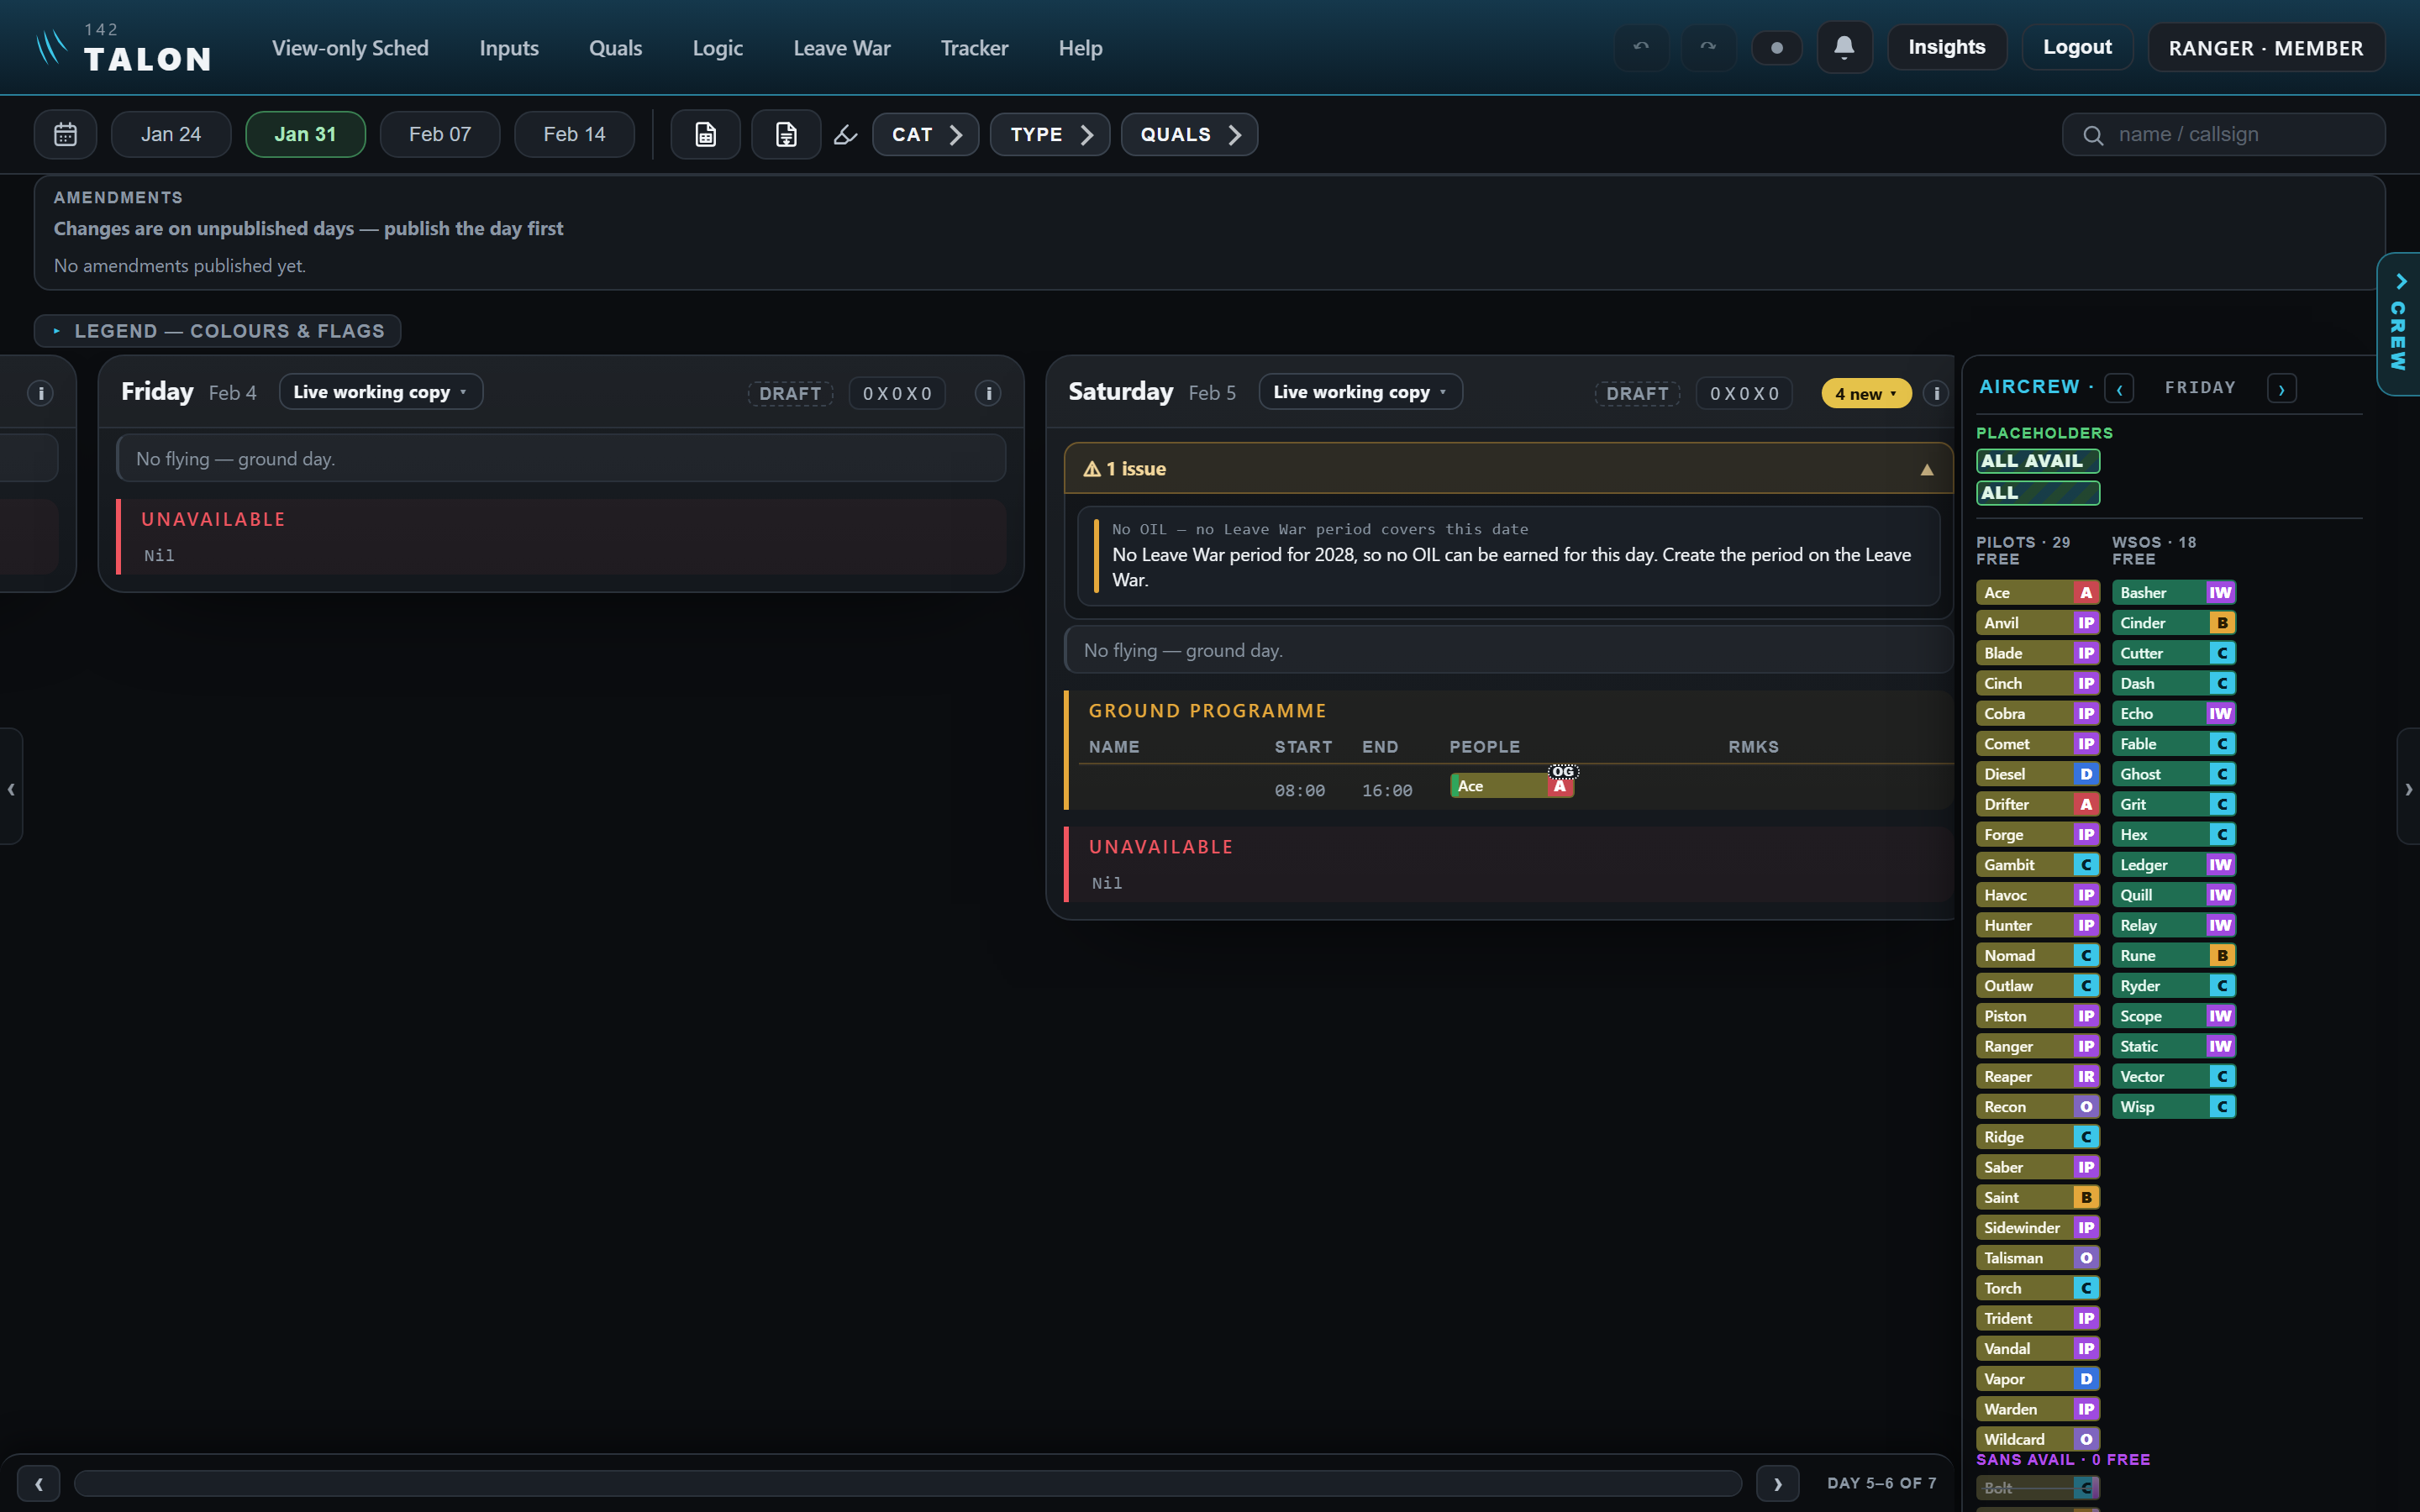 142
TALON
View-only Sched
Inputs
Quals
Logic
Leave War
Tracker
Help
Insights
Logout
RANGER · MEMBER
Jan 24
Jan 31
Feb 07
Feb 14
CAT
TYPE
QUALS
name / callsign
AMENDMENTS
Changes are on unpublished days — publish the day first
No amendments published yet.
CREW
LEGEND — COLOURS & FLAGS
i
Friday Feb 4 Live working copy DRAFT 0X0X0 i
No flying — ground day.
UNAVAILABLE
Nil
Saturday Feb 5 Live working copy DRAFT 0X0X0 4 new i
1 issue
No OIL — no Leave War period covers this date
No Leave War period for 2028, so no OIL can be earned for this day. Create the period on the Leave
War.
No flying — ground day.
GROUND PROGRAMME
NAME START END PEOPLE RMKS
08:00 16:00 Ace A OG
UNAVAILABLE
Nil
AIRCREW · ‹ FRIDAY ›
PLACEHOLDERS
ALL AVAIL
ALL
PILOTS · 29
FREE
Ace A
Anvil IP
Blade IP
Cinch IP
Cobra IP
Comet IP
Diesel D
Drifter A
Forge IP
Gambit C
Havoc IP
Hunter IP
Nomad C
Outlaw C
Piston IP
Ranger IP
Reaper IR
Recon O
Ridge C
Saber IP
Saint B
Sidewinder IP
Talisman O
Torch C
Trident IP
Vandal IP
Vapor D
Warden IP
Wildcard O
WSOS · 18
FREE
Basher IW
Cinder B
Cutter C
Dash C
Echo IW
Fable C
Ghost C
Grit C
Hex C
Ledger IW
Quill IW
Relay IW
Rune B
Ryder C
Scope IW
Static IW
Vector C
Wisp C
SANS AVAIL · 0 FREE
Bolt C
DAY 5–6 OF 7